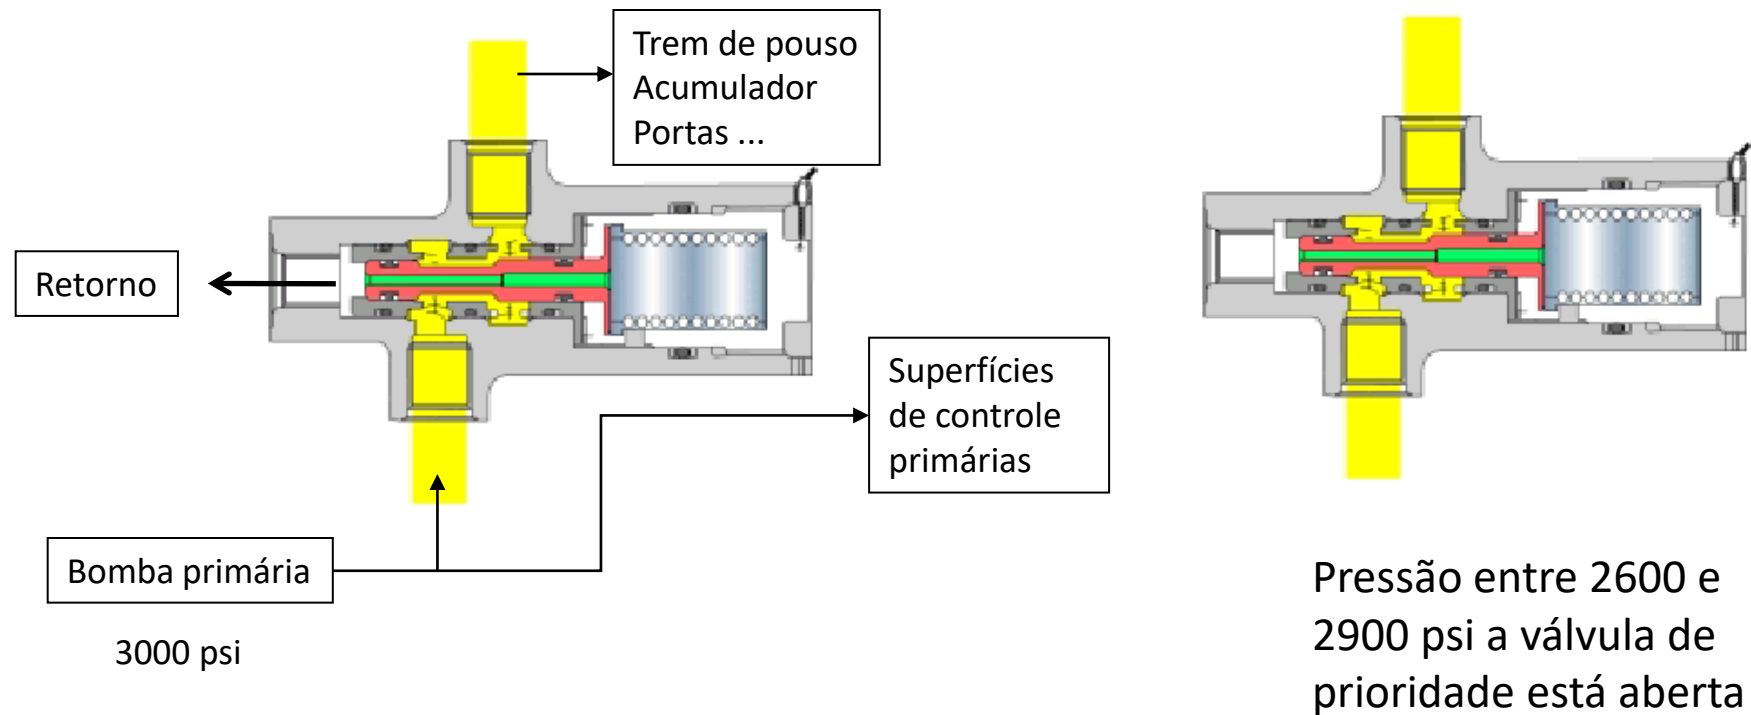 Trem de pouso
Acumulador
Portas ...
Retorno
Superfícies
de controle
primárias
Bomba primária
3000 psi
Pressão entre 2600 e
2900 psi a válvula de
prioridade está aberta